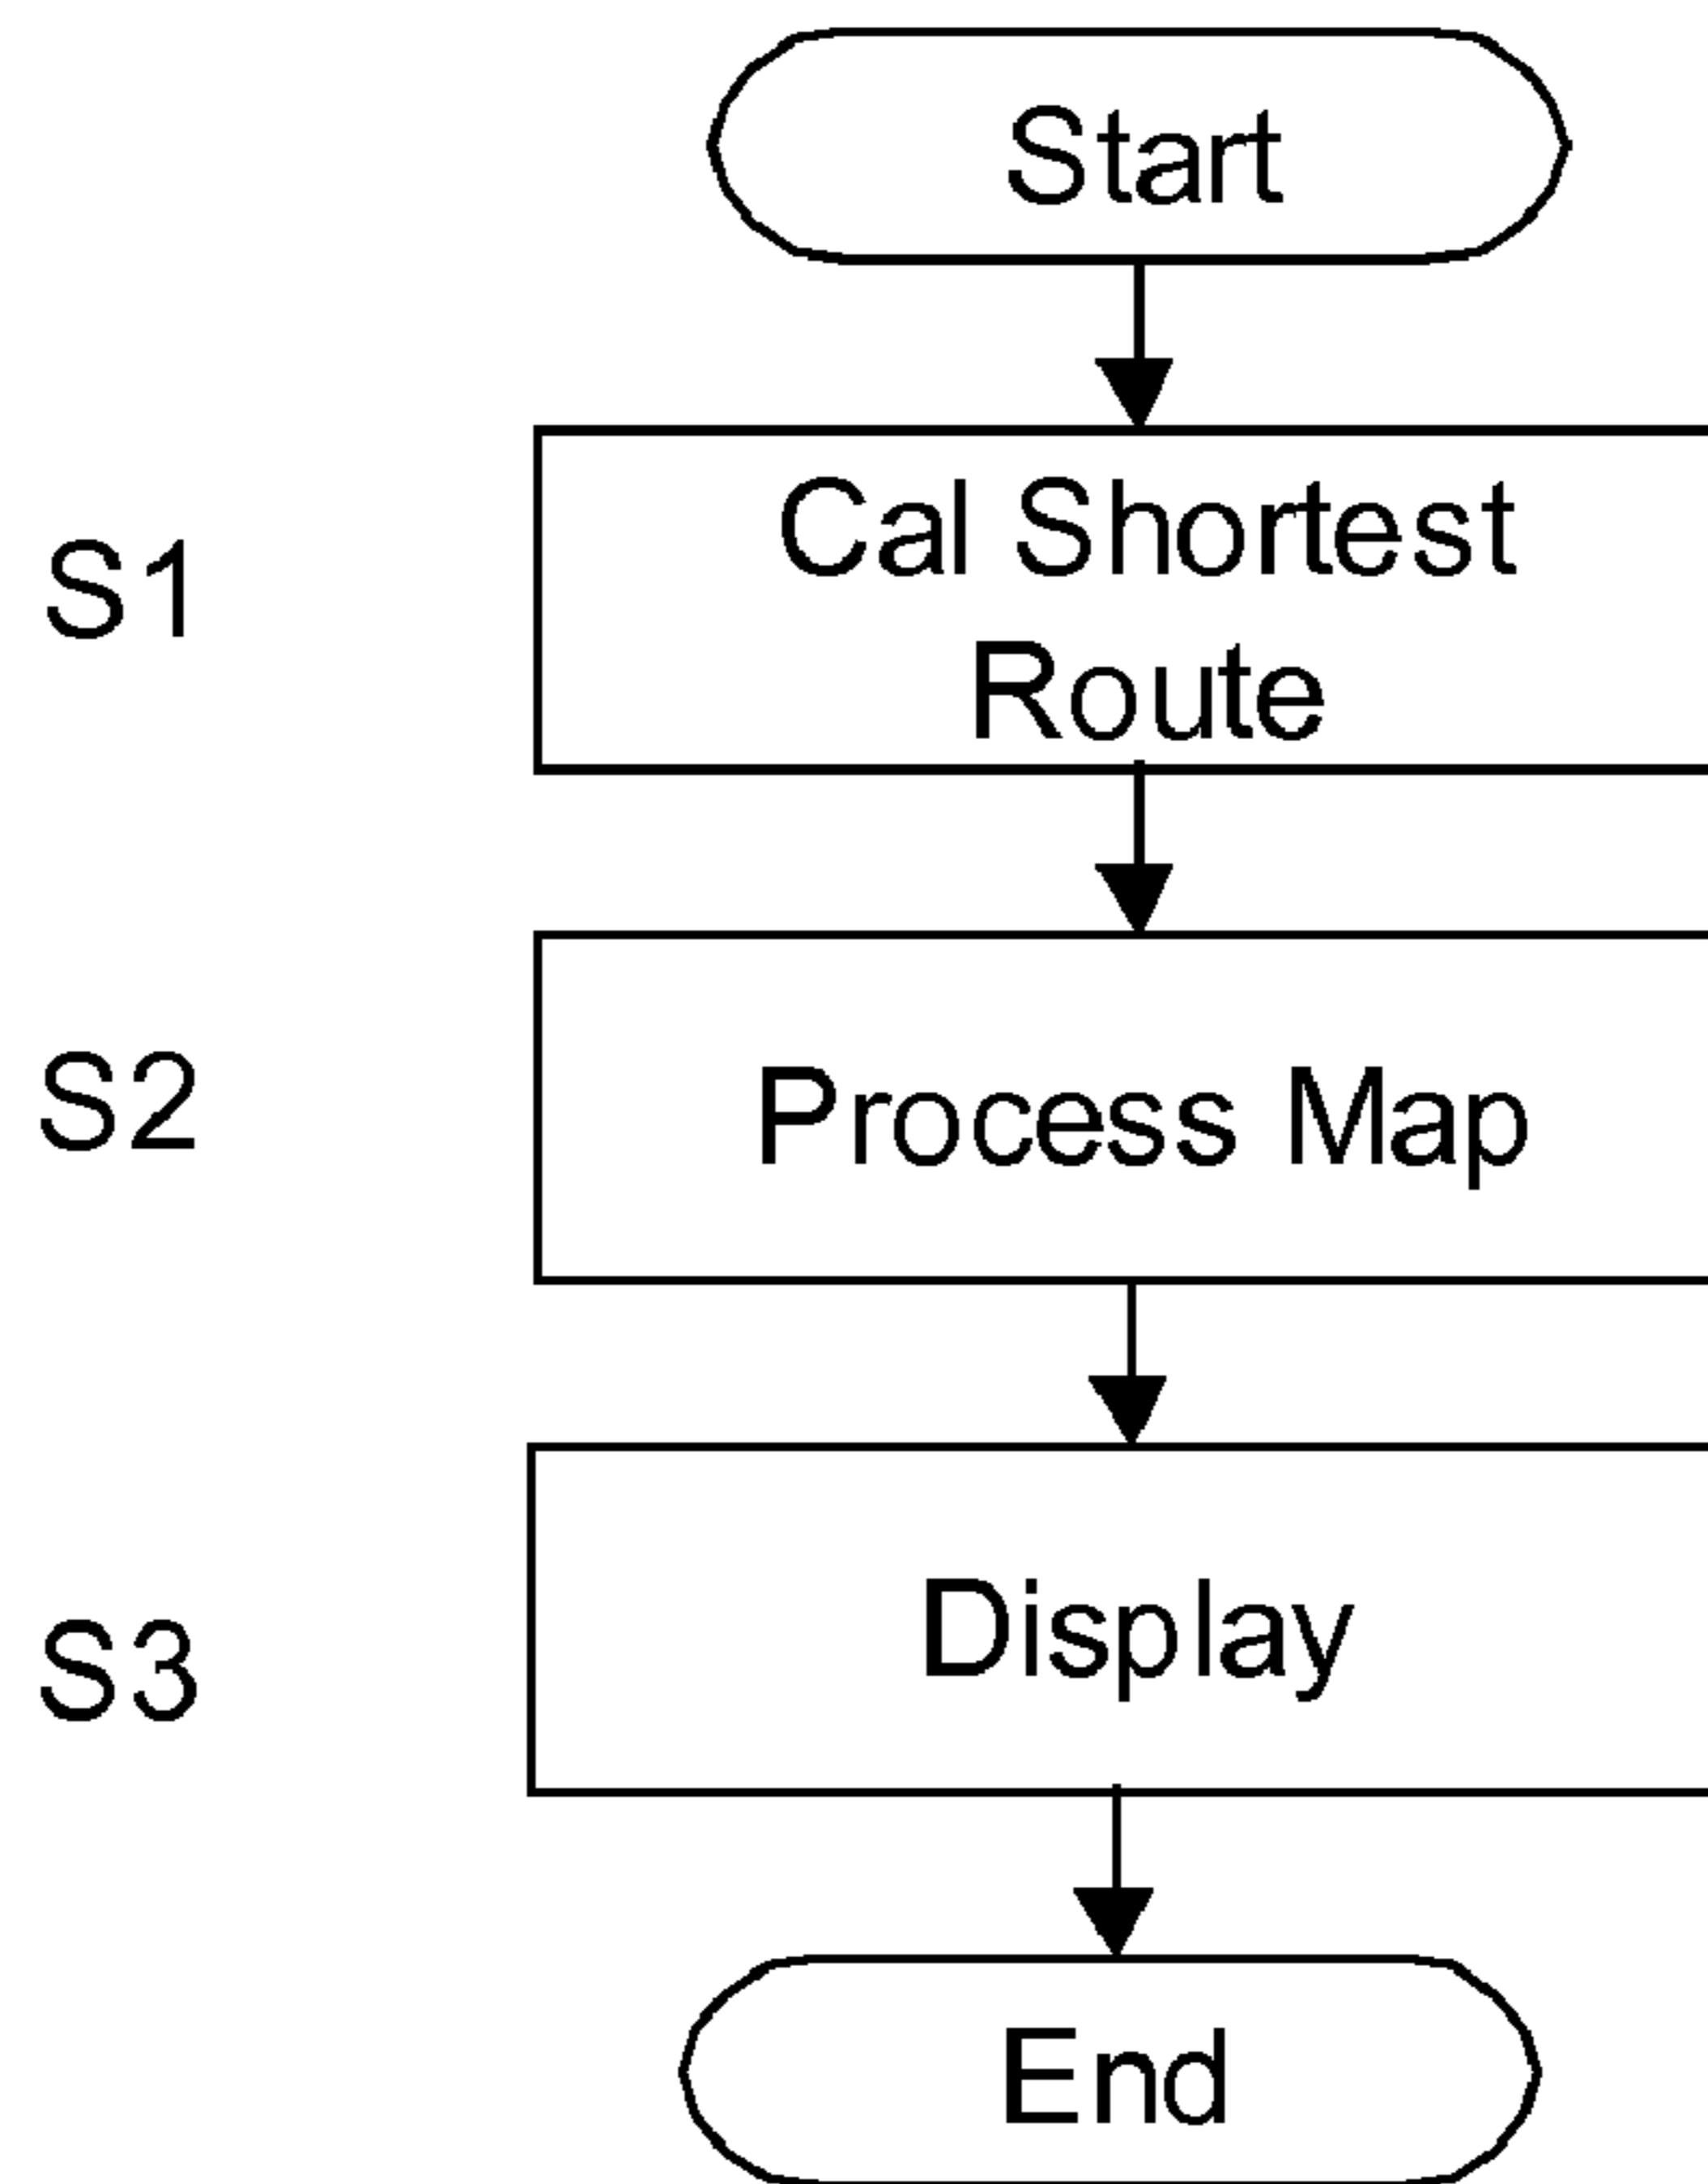 Start
S1
Cal Shortest
Route
S2
Process Map
S3
Display
End